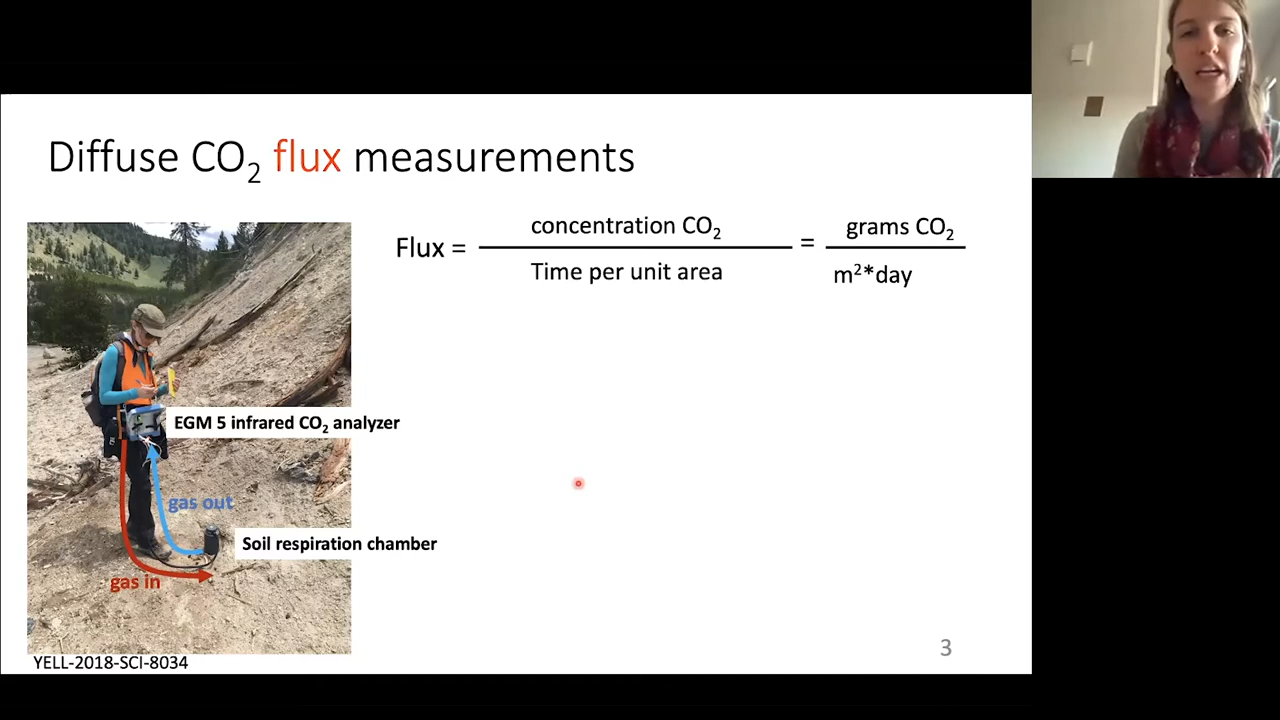 Diffuse CO₂ flux measurements
concentration CO₂
Flux =
Time per unit area
=
grams CO₂
m²*day
EGM 5 infrared CO₂ analyzer
gas out
Soil respiration chamber
gas in
YELL-2018-SCI-8034
3